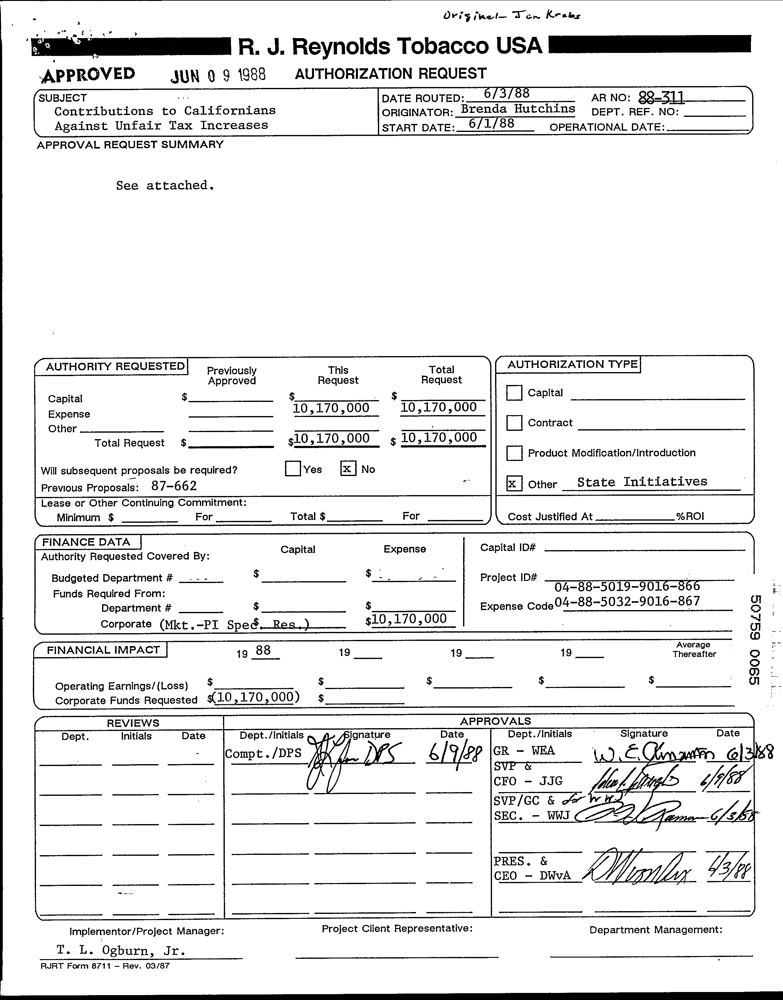 Original - Jan Krebs
R. J. Reynolds Tobacco USA
APPROVED JUN 0 9 1988 AUTHORIZATION REQUEST
SUBJECT
Contributions to Californians
Against Unfair Tax Increases
DATE ROUTED: 6/3/88 AR NO: 88-311
ORIGINATOR: Brenda Hutchins DEPT. REF. NO:
START DATE: 6/1/88 OPERATIONAL DATE:
APPROVAL REQUEST SUMMARY
See attached.
AUTHORITY REQUESTED Previously Approved This Request Total Request
Capital $ $ $
Expense 10,170,000 10,170,000
Other
Total Request $ $10,170,000 $ 10,170,000
Will subsequent proposals be required? Yes x No
Previous Proposals: 87-662
Lease or Other Continuing Commitment:
Minimum $ For Total $ For
AUTHORIZATION TYPE
Capital
Contract
Product Modification/Introduction
x Other State Initiatives
Cost Justified At %ROI
FINANCE DATA
Authority Requested Covered By: Capital Expense Capital ID#
Budgeted Department # $ $ Project ID#
Funds Required From: 04-88-5019-9016-866
Department # $ $ Expense Code 04-88-5032-9016-867
Corporate (Mkt.-PI Spec. Res.) $ $10,170,000
FINANCIAL IMPACT 19 88 19 19 19 Average Thereafter
Operating Earnings/(Loss) $ $ $ $ $
Corporate Funds Requested $(10,170,000) $
REVIEWS APPROVALS
Dept. Initials Date Dept./Initials Signature Date Dept./Initials Signature Date
Compt./DPS DPS 6/9/88 GR - WEA 6/3/88
SVP &
CFO - JJG 6/9/88
SVP/GC & for WWJ
SEC. - WWJ 6/3/88
PRES. &
CEO - DWvA 6/3/88
Implementor/Project Manager: Project Client Representative: Department Management:
T. L. Ogburn, Jr.
RJRT Form 8711 - Rev. 03/87
50759 0065